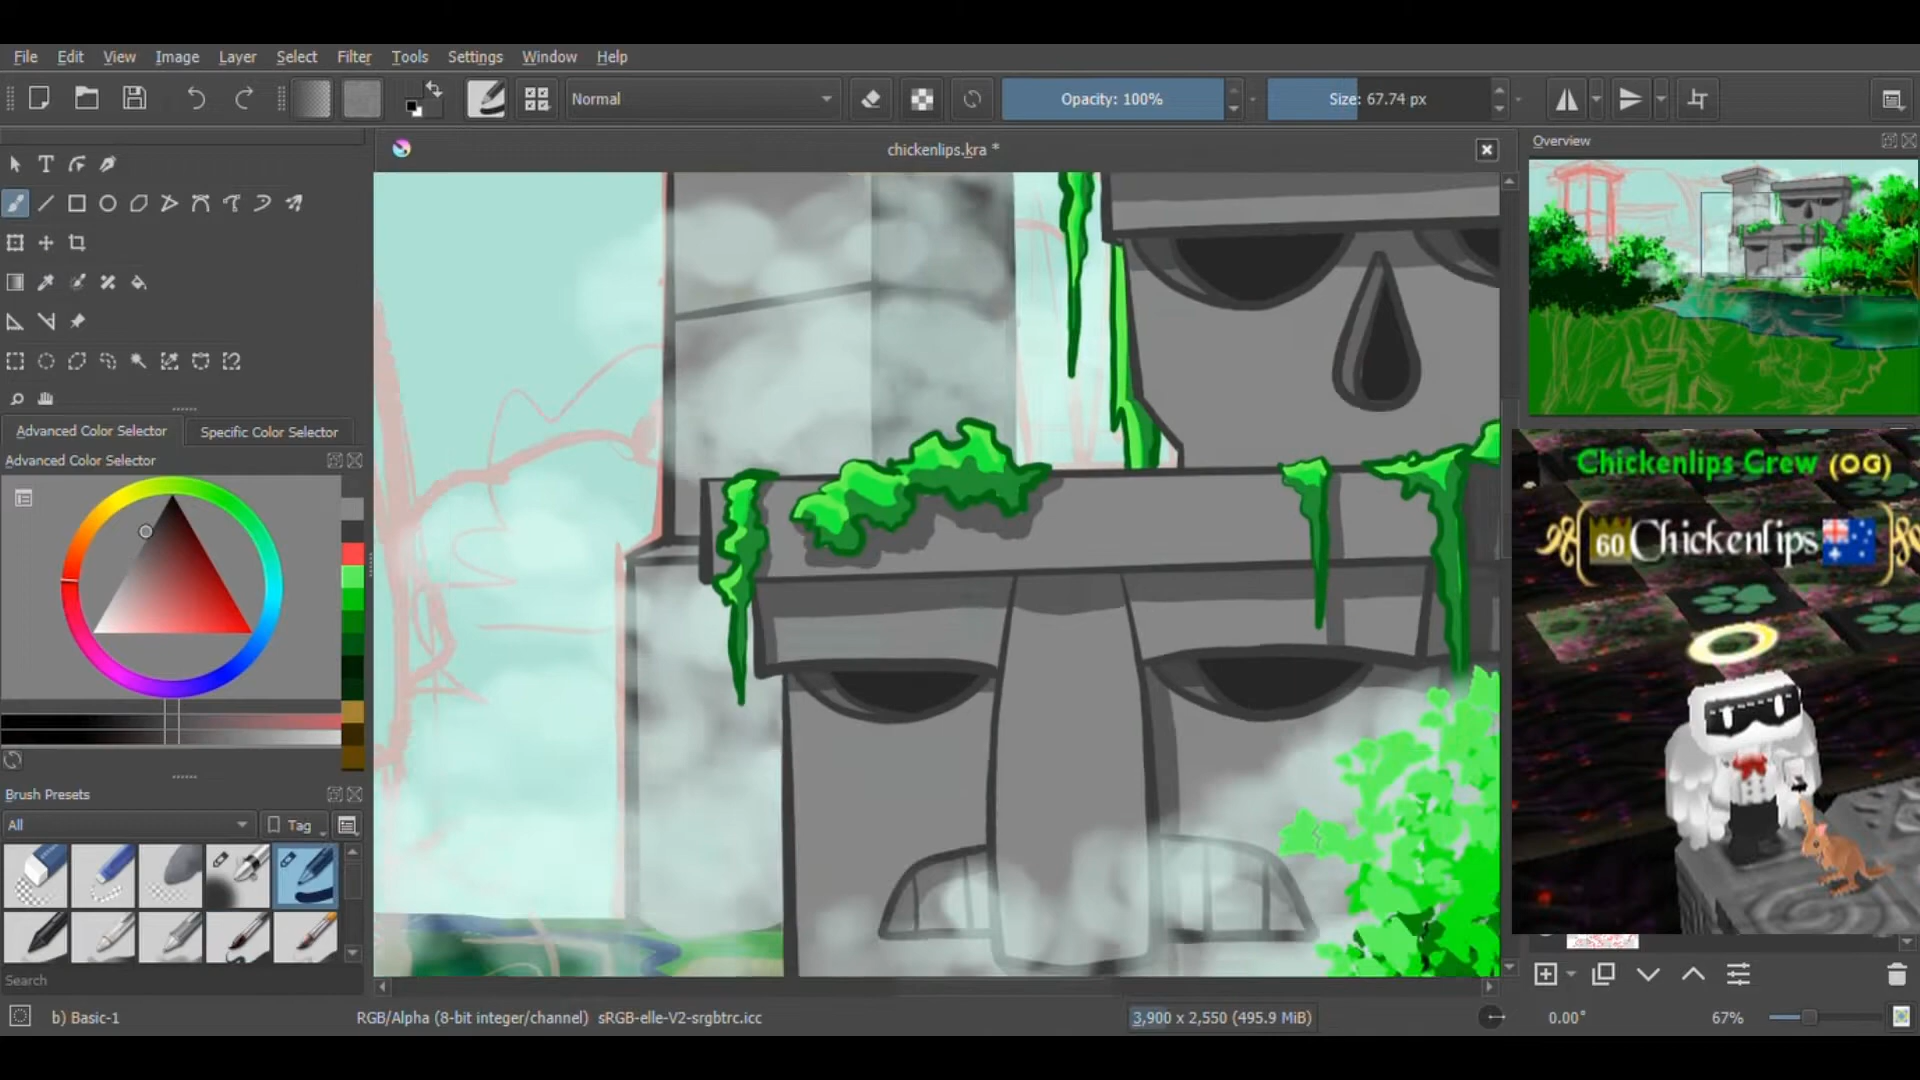 File Edit View Image Layer Select Filter Tools Settings Window Help
Normal
Opacity: 100%
Size: 67.74 px
chickenlips.kra *
Overview
Advanced Color Selector
Specific Color Selector
Advanced Color Selector
Chickenlips Crew (OG)
60 Chickenlips
Brush Presets
All
Tag
Search
b) Basic-1
RGB/Alpha (8-bit integer/channel) sRGB-elle-V2-srgbtrc.icc
3,900 x 2,550 (495.9 MiB)
0.00°
67%